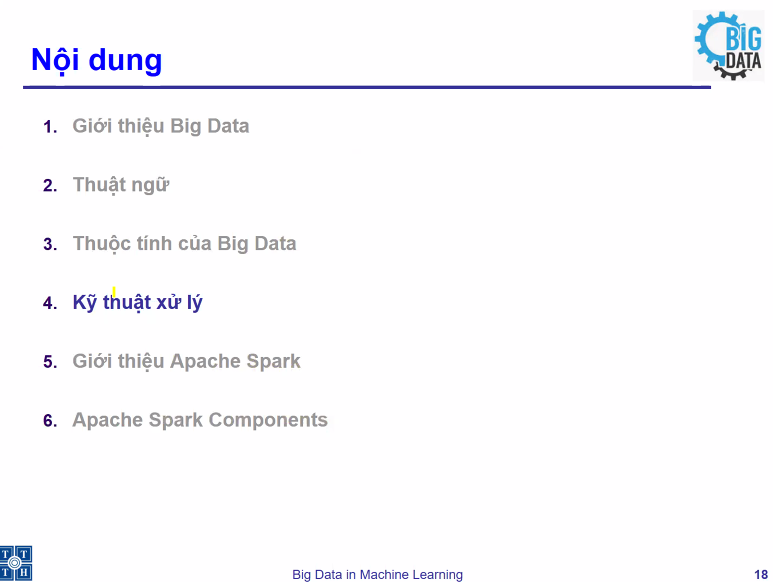 BIG
DATA
Nội dung
1. Giới thiệu Big Data
2. Thuật ngữ
3. Thuộc tính của Big Data
4. Kỹ thuật xử lý
5. Giới thiệu Apache Spark
6. Apache Spark Components
T T
T H
Big Data in Machine Learning
18